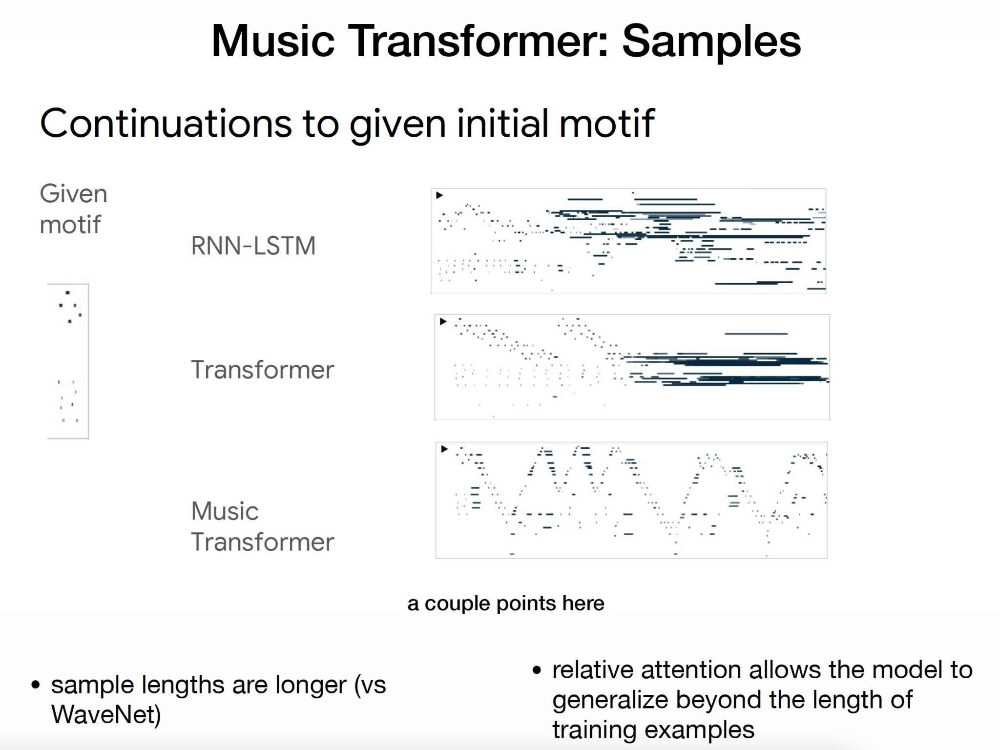 Music Transformer: Samples
Continuations to given initial motif
Given
motif
RNN-LSTM
Transformer
Music
Transformer
a couple points here
• sample lengths are longer (vs
WaveNet)
• relative attention allows the model to
generalize beyond the length of
training examples